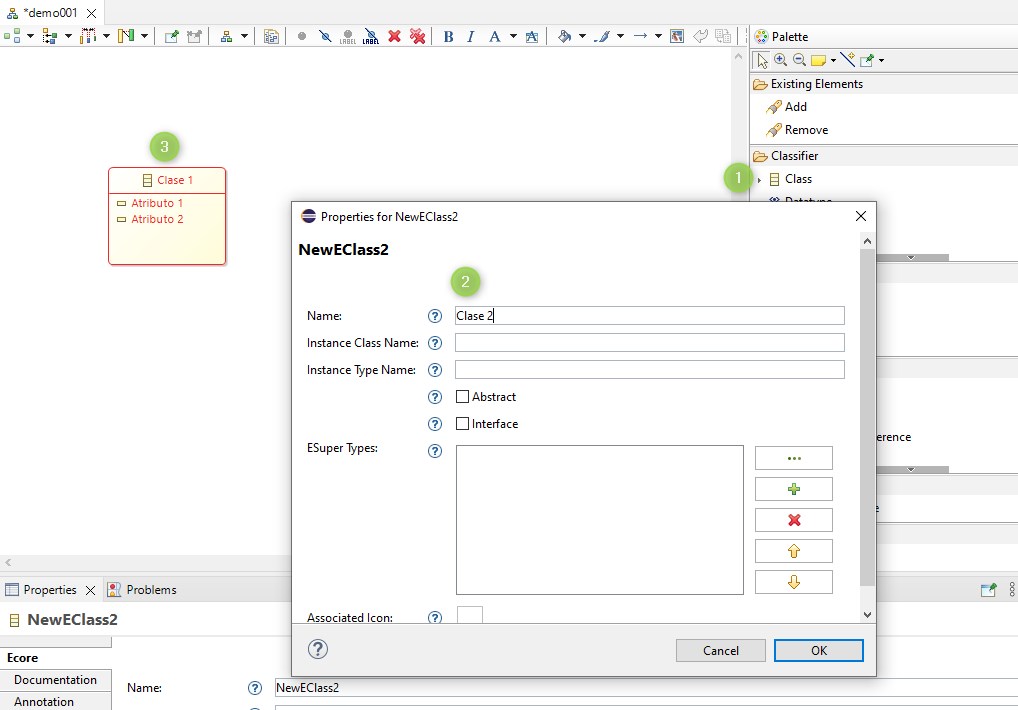 *demo001
LABEL
LABEL
B I A A
Palette
Existing Elements
Add
Remove
Classifier
3
1
Class
Clase 1
Atributo 1
Atributo 2
Properties for NewEClass2
NewEClass2
2
Name:
Clase 2
Instance Class Name:
Instance Type Name:
Abstract
Interface
ESuper Types:
Associated Icon:
Cancel
OK
Properties
Problems
NewEClass2
Ecore
Documentation
Annotation
Name:
NewEClass2